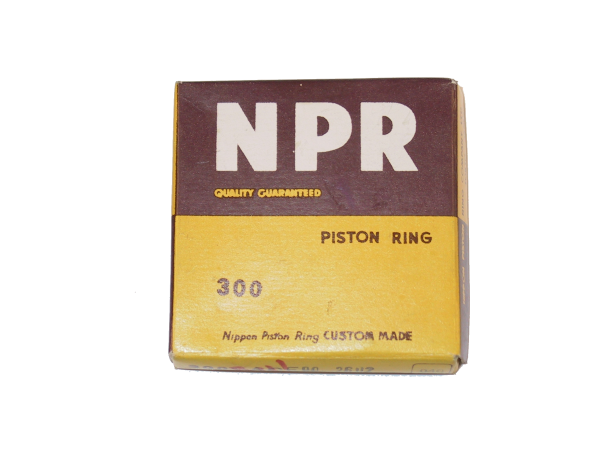 NPR
QUALITY GUARANTEED
PISTON RING
300
Nippon Piston Ring CUSTOM MADE